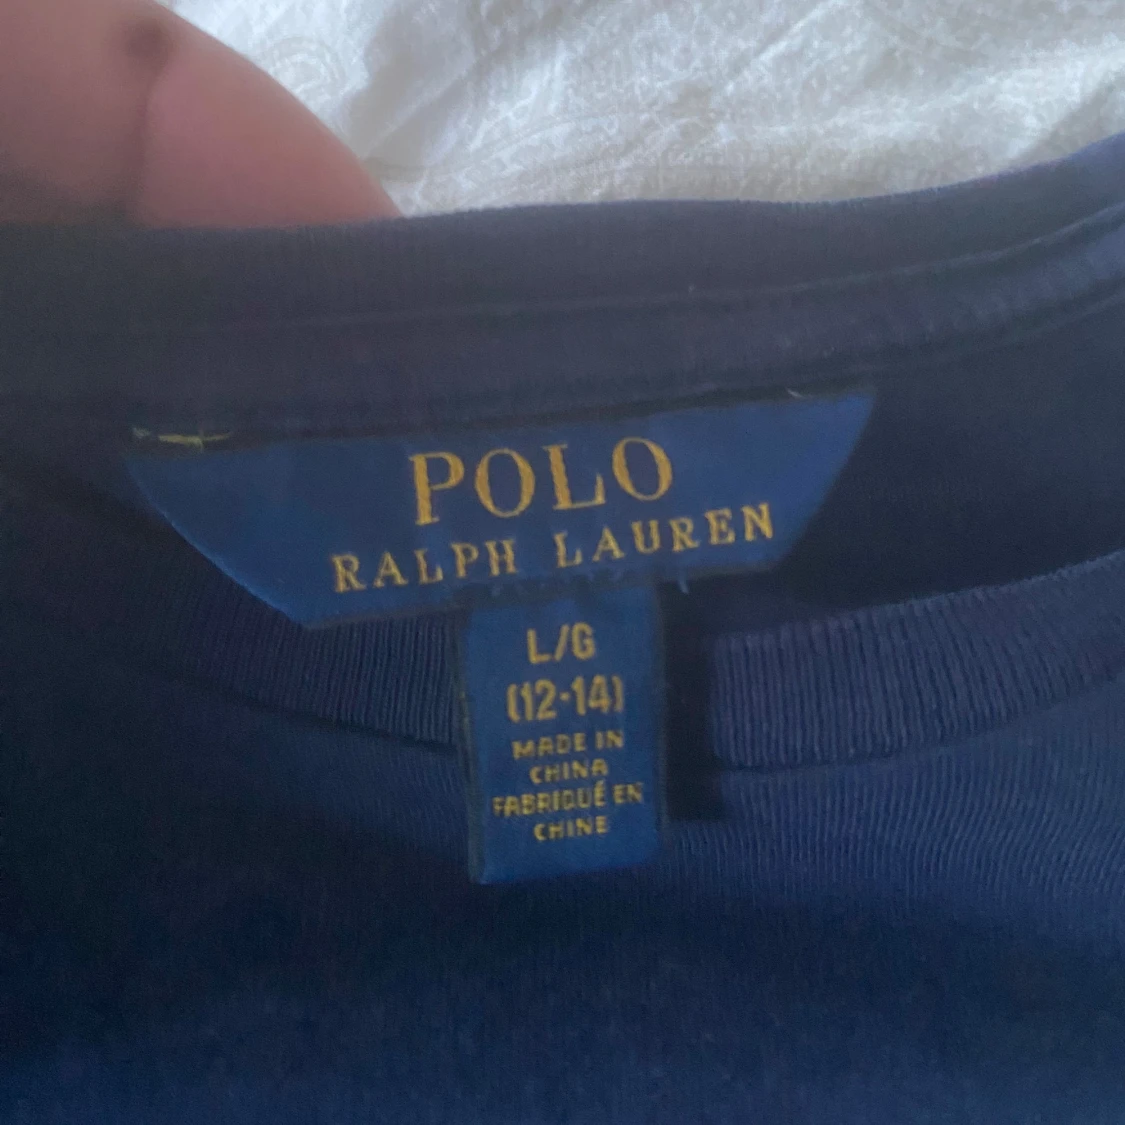 POLO
RALPH LAUREN
L/G
(12-14)
MADE IN
CHINA
FABRIQUÉ EN
CHINE